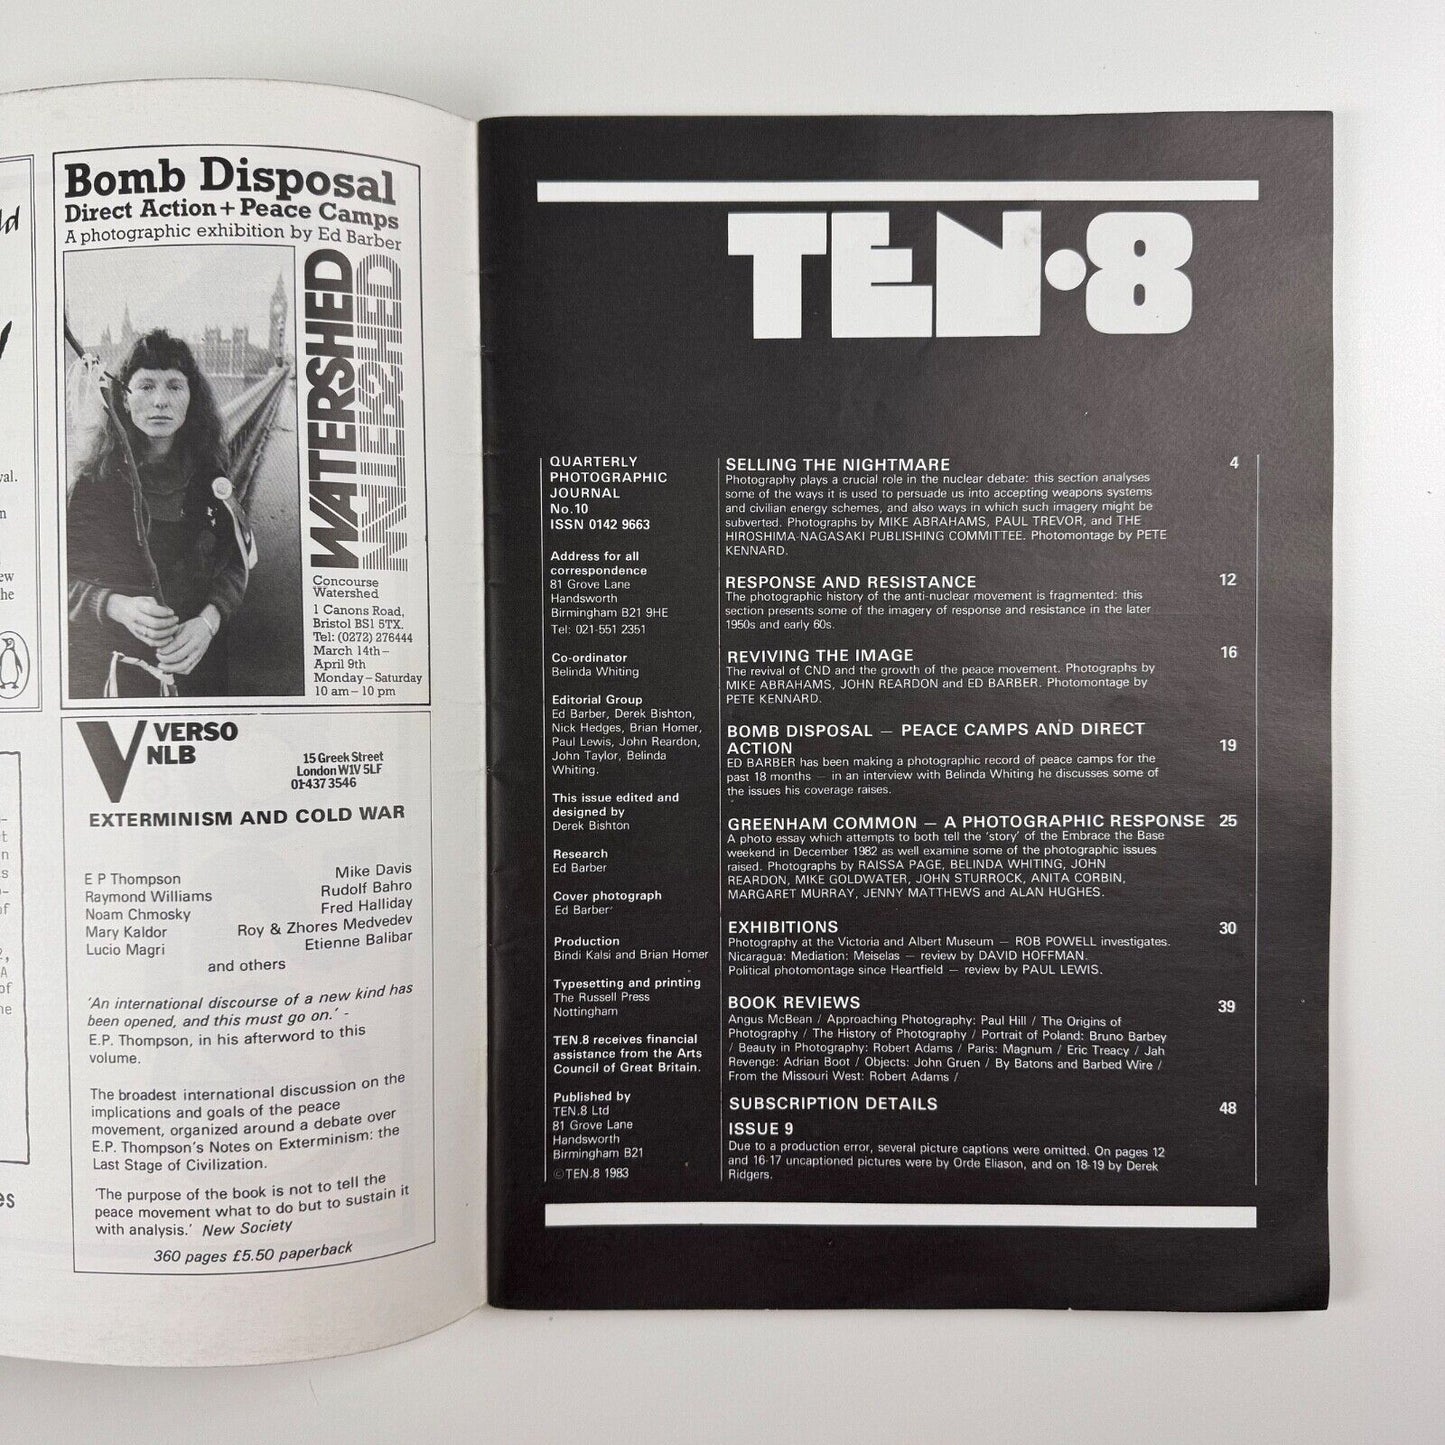 Bomb Disposal
Direct Action + Peace Camps
A photographic exhibition by Ed Barber
WATERSHED
WATERSHED
Concourse
Watershed
1 Canons Road,
Bristol BS1 5TX.
Tel: (0272) 276444
March 14th –
April 9th
Monday – Saturday
10 am – 10 pm
V VERSO
NLB
15 Greek Street
London W1V 5LF
01-437 3546
EXTERMINISM AND COLD WAR
E P Thompson
Raymond Williams
Noam Chmosky
Mary Kaldor
Lucio Magri
Mike Davis
Rudolf Bahro
Fred Halliday
Roy & Zhores Medvedev
Etienne Balibar
and others
'An international discourse of a new kind has
been opened, and this must go on.' -
E.P. Thompson, in his afterword to this
volume.
The broadest international discussion on the
implications and goals of the peace
movement, organized around a debate over
E.P. Thompson's Notes on Exterminism: the
Last Stage of Civilization.
'The purpose of the book is not to tell the
peace movement what to do but to sustain it
with analysis.' New Society
360 pages £5.50 paperback
TEN·8
QUARTERLY
PHOTOGRAPHIC
JOURNAL
No.10
ISSN 0142 9663
Address for all
correspondence
81 Grove Lane
Handsworth
Birmingham B21 9HE
Tel: 021-551 2351
Co-ordinator
Belinda Whiting
Editorial Group
Ed Barber, Derek Bishton,
Nick Hedges, Brian Homer,
Paul Lewis, John Reardon,
John Taylor, Belinda
Whiting.
This issue edited and
designed by
Derek Bishton
Research
Ed Barber
Cover photograph
Ed Barber
Production
Bindi Kalsi and Brian Homer
Typesetting and printing
The Russell Press
Nottingham
TEN.8 receives financial
assistance from the Arts
Council of Great Britain.
Published by
TEN.8 Ltd
81 Grove Lane
Handsworth
Birmingham B21
© TEN.8 1983
SELLING THE NIGHTMARE 4
Photography plays a crucial role in the nuclear debate: this section analyses
some of the ways it is used to persuade us into accepting weapons systems
and civilian energy schemes, and also ways in which such imagery might be
subverted. Photographs by MIKE ABRAHAMS, PAUL TREVOR, and THE
HIROSHIMA-NAGASAKI PUBLISHING COMMITTEE. Photomontage by PETE
KENNARD.
RESPONSE AND RESISTANCE 12
The photographic history of the anti-nuclear movement is fragmented: this
section presents some of the imagery of response and resistance in the later
1950s and early 60s.
REVIVING THE IMAGE 16
The revival of CND and the growth of the peace movement. Photographs by
MIKE ABRAHAMS, JOHN REARDON and ED BARBER. Photomontage by
PETE KENNARD.
BOMB DISPOSAL — PEACE CAMPS AND DIRECT
ACTION 19
ED BARBER has been making a photographic record of peace camps for the
past 18 months — in an interview with Belinda Whiting he discusses some of
the issues his coverage raises.
GREENHAM COMMON — A PHOTOGRAPHIC RESPONSE 25
A photo essay which attempts to both tell the 'story' of the Embrace the Base
weekend in December 1982 as well examine some of the photographic issues
raised. Photographs by RAISSA PAGE, BELINDA WHITING, JOHN
REARDON, MIKE GOLDWATER, JOHN STURROCK, ANITA CORBIN,
MARGARET MURRAY, JENNY MATTHEWS and ALAN HUGHES.
EXHIBITIONS 30
Photography at the Victoria and Albert Museum — ROB POWELL investigates.
Nicaragua: Mediation: Meiselas — review by DAVID HOFFMAN.
Political photomontage since Heartfield — review by PAUL LEWIS.
BOOK REVIEWS 39
Angus McBean / Approaching Photography: Paul Hill / The Origins of
Photography / The History of Photography / Portrait of Poland: Bruno Barbey
/ Beauty in Photography: Robert Adams / Paris: Magnum / Eric Treacy / Jah
Revenge: Adrian Boot / Objects: John Gruen / By Batons and Barbed Wire /
From the Missouri West: Robert Adams /
SUBSCRIPTION DETAILS 48
ISSUE 9
Due to a production error, several picture captions were omitted. On pages 12
and 16-17 uncaptioned pictures were by Orde Eliason, and on 18-19 by Derek
Ridgers.